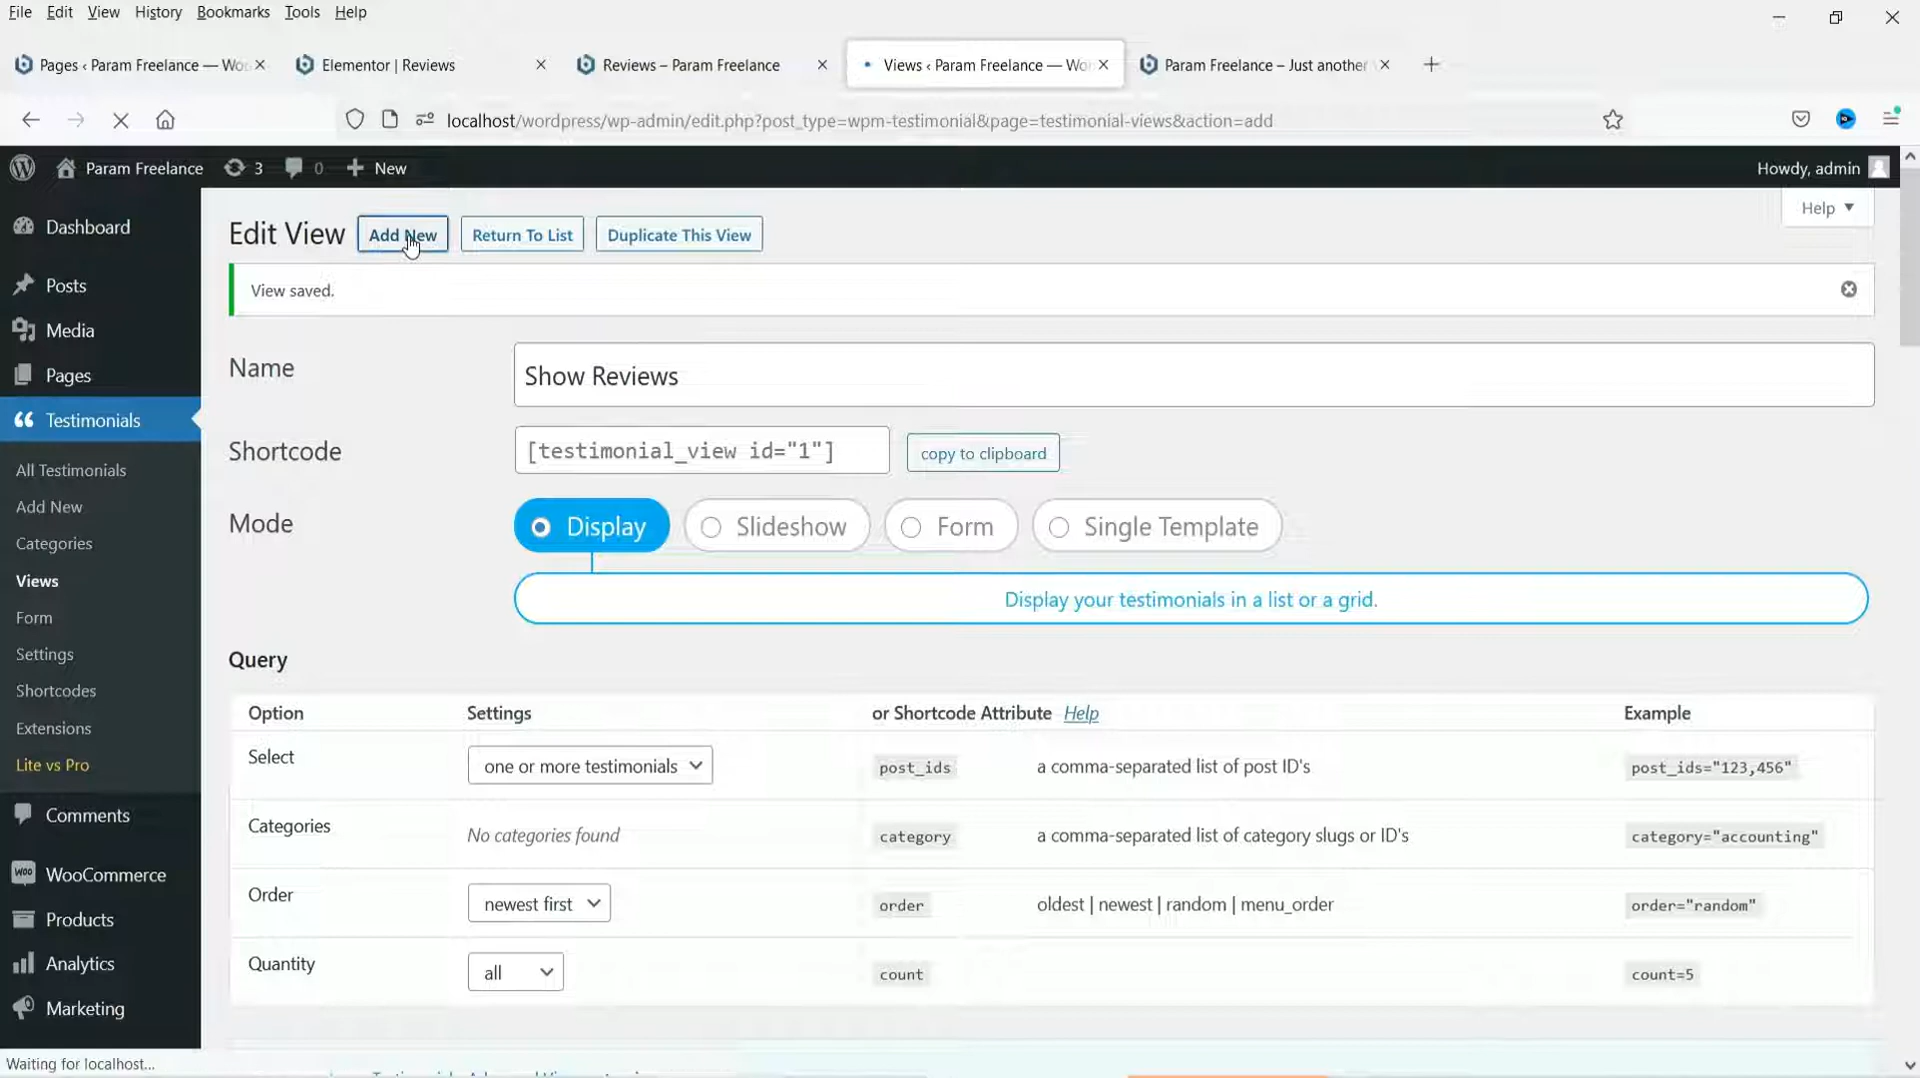 File Edit View History Bookmarks Tools Help
Pages ‹ Param Freelance — Wo
Elementor | Reviews
Reviews – Param Freelance
Views ‹ Param Freelance — Wo
Param Freelance – Just another
localhost/wordpress/wp-admin/edit.php?post_type=wpm-testimonial&page=testimonial-views&action=add
Param Freelance 3 0 New
Howdy, admin
Help
Dashboard
Posts
Media
Pages
Testimonials
All Testimonials
Add New
Categories
Views
Form
Settings
Shortcodes
Extensions
Lite vs Pro
Comments
WooCommerce
Products
Analytics
Marketing
Edit View Add New Return To List Duplicate This View
View saved.
Name Show Reviews
Shortcode [testimonial_view id="1"] copy to clipboard
Mode Display Slideshow Form Single Template
Display your testimonials in a list or a grid.
Query
Option Settings or Shortcode Attribute Help Example
Select one or more testimonials post_ids a comma-separated list of post ID's post_ids="123,456"
Categories No categories found category a comma-separated list of category slugs or ID's category="accounting"
Order newest first order oldest | newest | random | menu_order order="random"
Quantity all count count=5
Waiting for localhost...